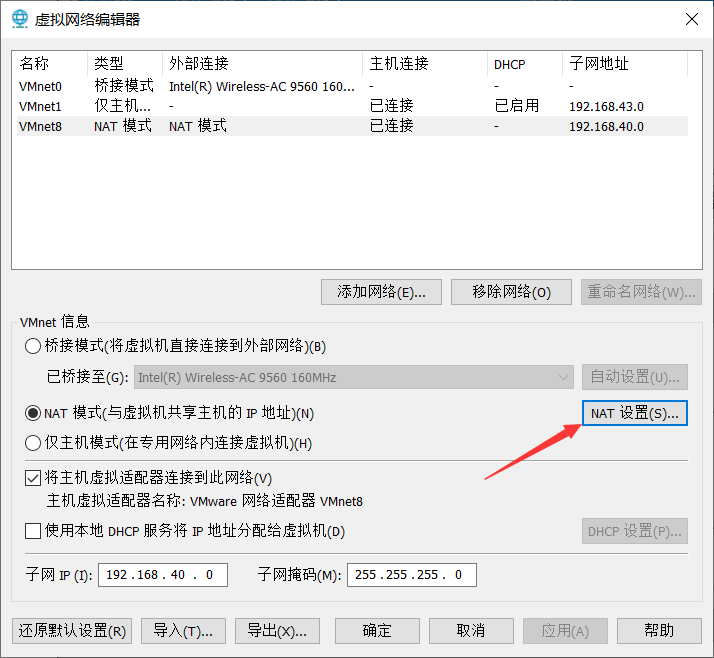 虚拟网络编辑器
名称 类型 外部连接 主机连接 DHCP 子网地址
VMnet0 桥接模式 Intel(R) Wireless-AC 9560 160... - - -
VMnet1 仅主机... - 已连接 已启用 192.168.43.0
VMnet8 NAT 模式 NAT 模式 已连接 - 192.168.40.0
添加网络(E)... 移除网络(O) 重命名网络(W)...
VMnet 信息
桥接模式(将虚拟机直接连接到外部网络)(B)
已桥接至(G): Intel(R) Wireless-AC 9560 160MHz 自动设置(U)...
NAT 模式(与虚拟机共享主机的 IP 地址)(N) NAT 设置(S)...
仅主机模式(在专用网络内连接虚拟机)(H)
将主机虚拟适配器连接到此网络(V)
主机虚拟适配器名称: VMware 网络适配器 VMnet8
使用本地 DHCP 服务将 IP 地址分配给虚拟机(D) DHCP 设置(P)...
子网 IP (I): 192.168.40.0 子网掩码(M): 255.255.255.0
还原默认设置(R) 导入(T)... 导出(X)... 确定 取消 应用(A) 帮助